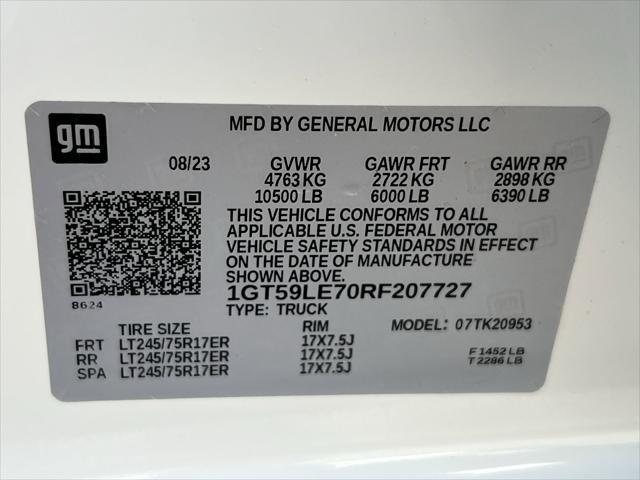 gm
MFD BY GENERAL MOTORS LLC
08/23 GVWR GAWR FRT GAWR RR
4763 KG 2722 KG 2898 KG
10500 LB 6000 LB 6390 LB
THIS VEHICLE CONFORMS TO ALL
APPLICABLE U.S. FEDERAL MOTOR
VEHICLE SAFETY STANDARDS IN EFFECT
ON THE DATE OF MANUFACTURE
SHOWN ABOVE.
8624
1GT59LE70RF207727
TYPE: TRUCK MODEL: 07TK20953
TIRE SIZE RIM
FRT LT245/75R17ER 17X7.5J
RR LT245/75R17ER 17X7.5J
SPA LT245/75R17ER 17X7.5J
F 1452 LB
T 2286 LB